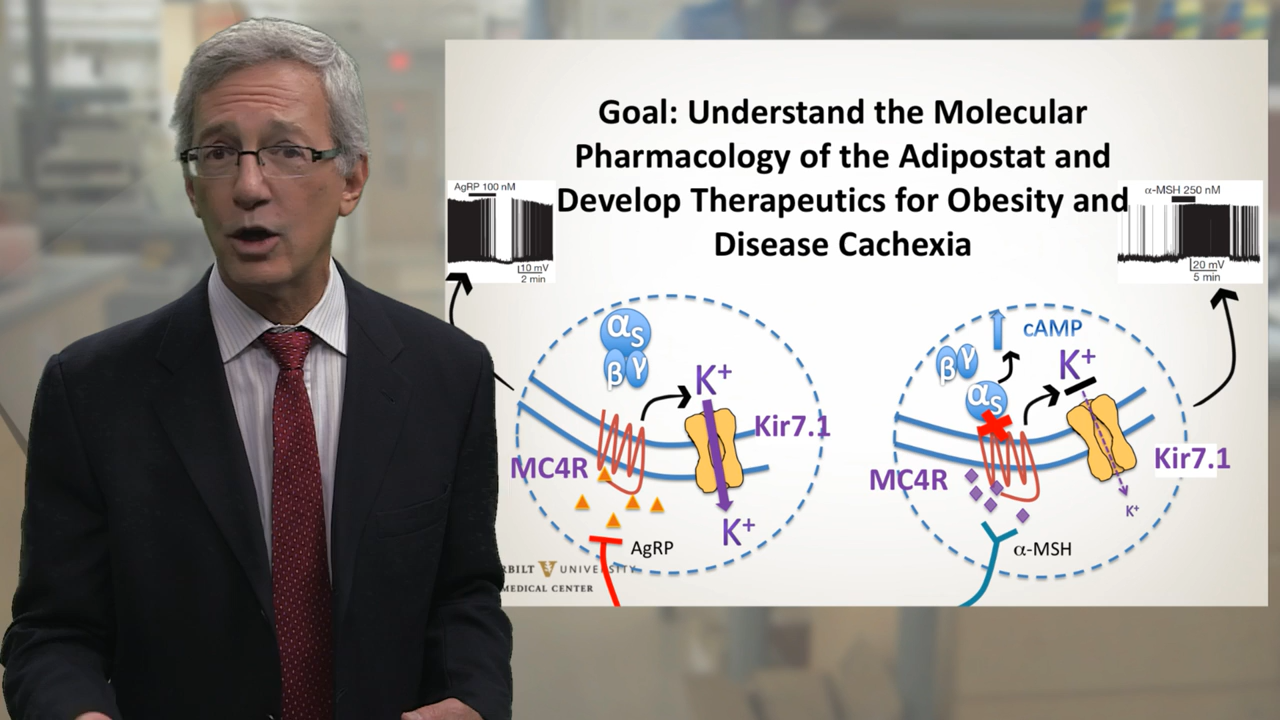 Goal: Understand the Molecular
Pharmacology of the Adipostat and
Develop Therapeutics for Obesity and
Disease Cachexia
AgRP 100 nM
10 mV
2 min
α-MSH 250 nM
20 mV
5 min
αS
β γ
K⁺
Kir7.1
MC4R
K⁺
AgRP
RBILT UNIVERSITY
MEDICAL CENTER
cAMP
β γ
αS
K⁺
Kir7.1
MC4R
K⁺
α-MSH